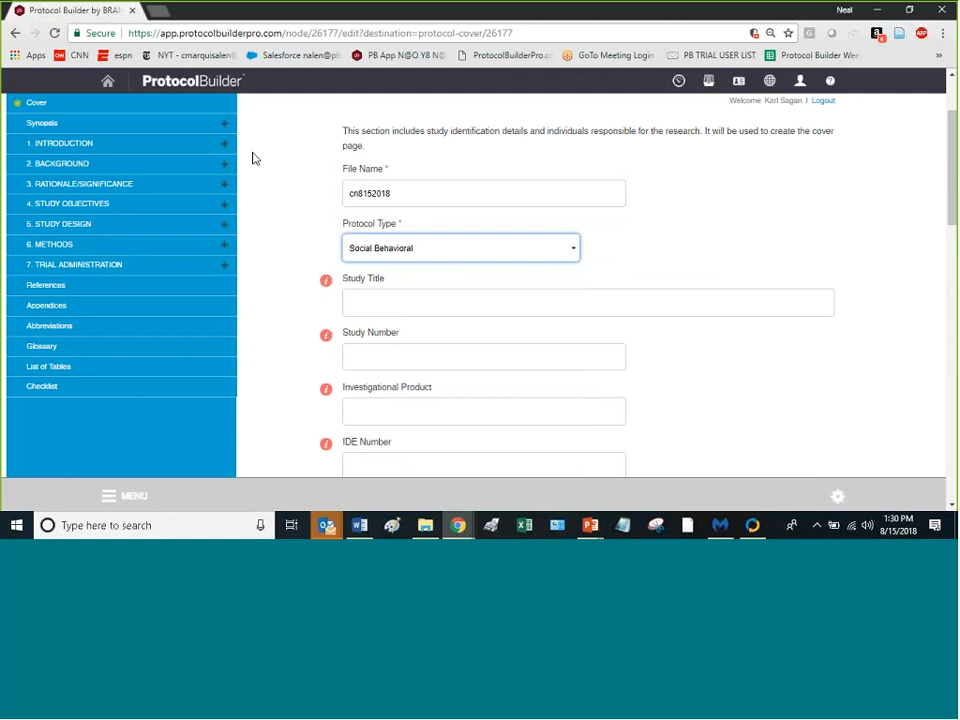 Protocol Builder by BRAN
Neal
Secure
https://app.protocolbuilderpro.com/node/26177/edit?destination=protocol-cover/26177
Apps
CNN
espn
NYT - cmarquisalen@
Salesforce nalen@pt
PB App N@O Y8 N@
ProtocolBuilderPro.c
GoTo Meeting Login
PB TRIAL USER LIST
Protocol Builder Wee
»
ProtocolBuilder
Welcome Karl Sagan | Logout
Cover
Synopsis +
1. INTRODUCTION +
2. BACKGROUND +
3. RATIONALE/SIGNIFICANCE +
4. STUDY OBJECTIVES +
5. STUDY DESIGN +
6. METHODS +
7. TRIAL ADMINISTRATION +
References
Appendices
Abbreviations
Glossary
List of Tables
Checklist
This section includes study identification details and individuals responsible for the research. It will be used to create the cover
page.
File Name *
cn8152018
Protocol Type *
Social Behavioral
Study Title
Study Number
Investigational Product
IDE Number
MENU
Type here to search
1:30 PM
8/15/2018